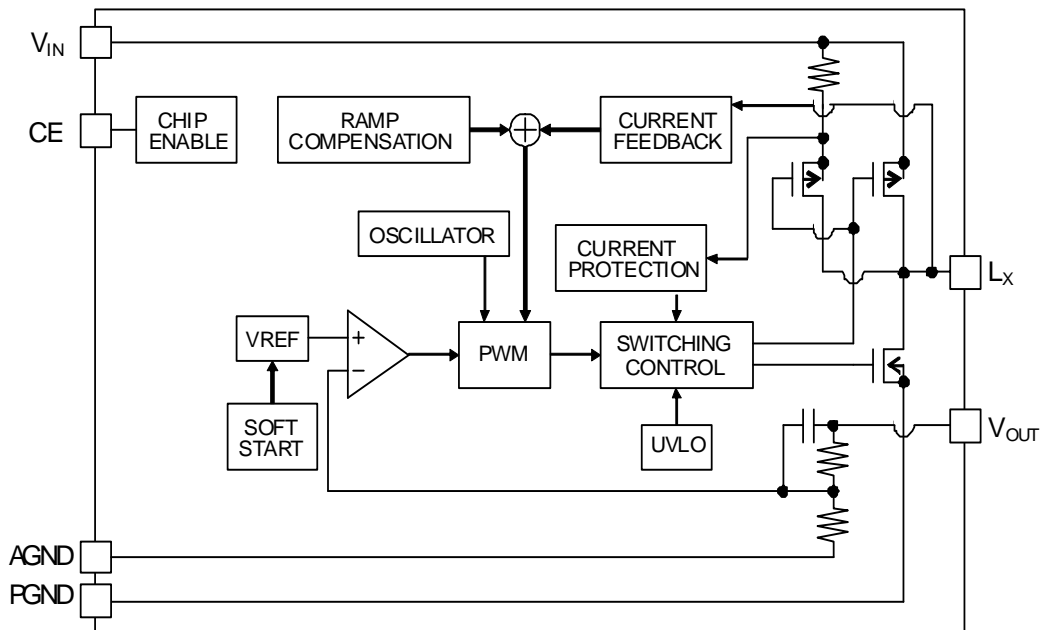 VIN
CE
CHIP
ENABLE
RAMP
COMPENSATION
CURRENT
FEEDBACK
OSCILLATOR
CURRENT
PROTECTION
LX
VREF
+
−
PWM
SWITCHING
CONTROL
SOFT
START
UVLO
VOUT
AGND
PGND